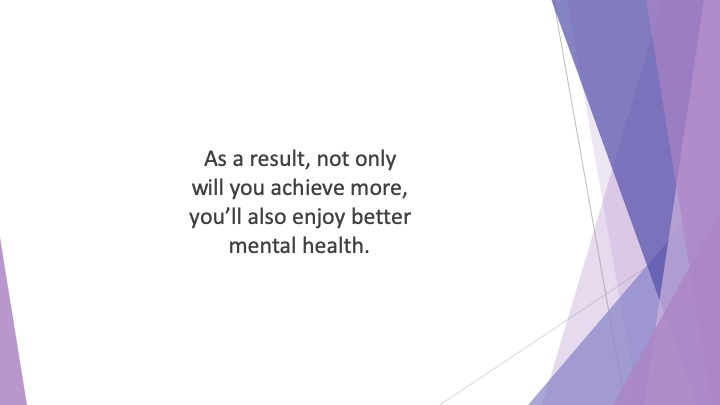 As a result, not only
will you achieve more,
you’ll also enjoy better
mental health.